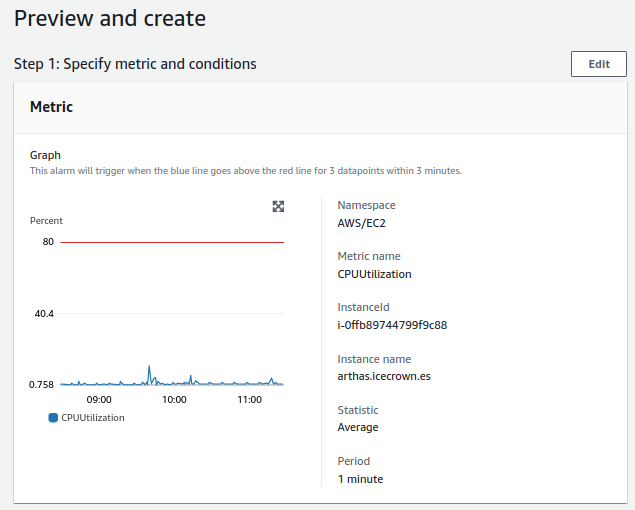 Preview and create
Step 1: Specify metric and conditions
Edit
Metric
Graph
This alarm will trigger when the blue line goes above the red line for 3 datapoints within 3 minutes.
Percent
80
40.4
0.758
09:00
10:00
11:00
CPUUtilization
Namespace
AWS/EC2
Metric name
CPUUtilization
InstanceId
i-0ffb89744799f9c88
Instance name
arthas.icecrown.es
Statistic
Average
Period
1 minute